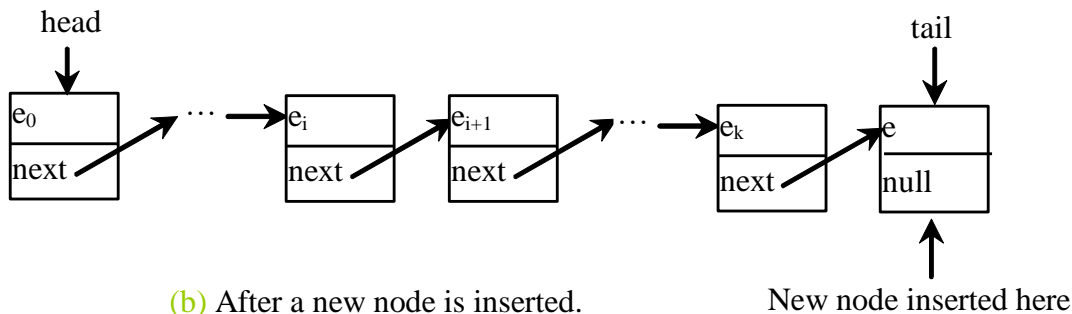 head
tail
e0
…
ei
ei+1
…
ek
e
next
next
next
next
null
(b) After a new node is inserted.
New node inserted here